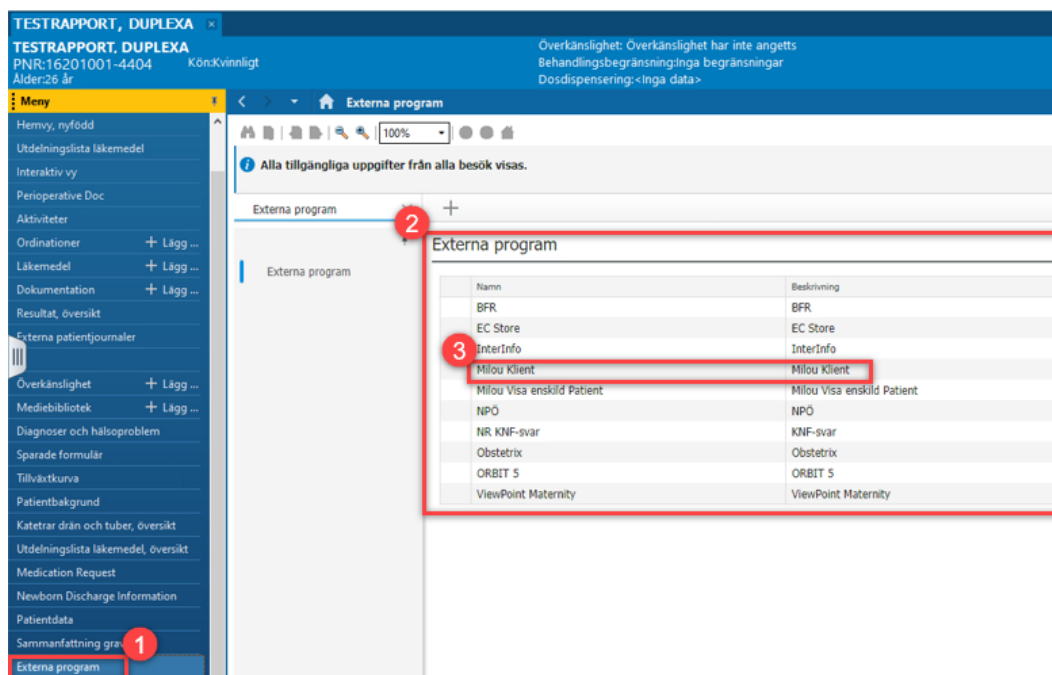 TESTRAPPORT, DUPLEXA ×
TESTRAPPORT, DUPLEXA
PNR:16201001-4404 Kön:Kvinnligt
Ålder:26 år
Överkänslighet: Överkänslighet har inte angetts
Behandlingsbegränsning:Inga begränsningar
Dosdispensering:<Inga data>
Meny
Externa program
Hemvy, nyfödd
Utdelningslista läkemedel
Interaktiv vy
Perioperative Doc
Aktiviteter
Ordinationer + Lägg ...
Läkemedel + Lägg ...
Dokumentation + Lägg ...
Resultat, översikt
Externa patientjournaler
Överkänslighet + Lägg ...
Mediebibliotek + Lägg ...
Diagnoser och hälsoproblem
Sparade formulär
Tillväxtkurva
Patientbakgrund
Katetrar drän och tuber, översikt
Utdelningslista läkemedel, översikt
Medication Request
Newborn Discharge Information
Patientdata
Sammanfattning grav
1
Externa program
100%
Alla tillgängliga uppgifter från alla besök visas.
Externa program
+
2
Externa program
Externa program
Namn Beskrivning
BFR BFR
EC Store EC Store
InterInfo InterInfo
3
Milou Klient Milou Klient
Milou Visa enskild Patient Milou Visa enskild Patient
NPÖ NPÖ
NR KNF-svar KNF-svar
Obstetrix Obstetrix
ORBIT 5 ORBIT 5
ViewPoint Maternity ViewPoint Maternity